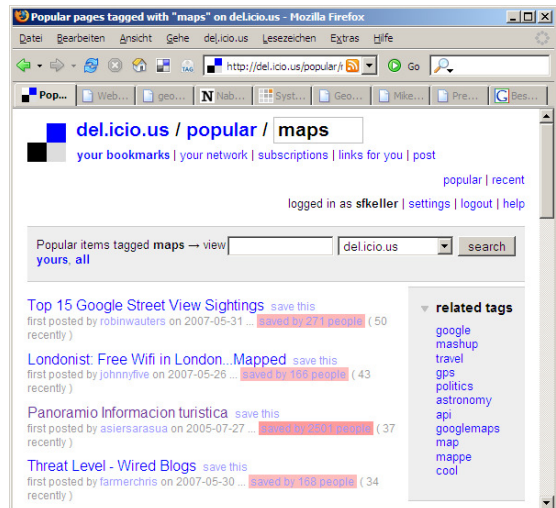 Popular pages tagged with "maps" on del.icio.us - Mozilla Firefox
Datei Bearbeiten Ansicht Gehe del.icio.us Lesezeichen Extras Hilfe
http://del.icio.us/popular/ Go
Pop... Web... geo... Nab... Syst... Geo... Mike... Pre... Bes...
del.icio.us / popular / maps
your bookmarks | your network | subscriptions | links for you | post
popular | recent
logged in as sfkeller | settings | logout | help
Popular items tagged maps → view del.icio.us search
yours, all
Top 15 Google Street View Sightings save this
first posted by robinwauters on 2007-05-31 ... saved by 271 people ( 50
recently )
Londonist: Free Wifi in London...Mapped save this
first posted by johnnyfive on 2007-05-26 ... saved by 166 people ( 43
recently )
Panoramio Informacion turistica save this
first posted by asiersarasua on 2005-07-27 ... saved by 2501 people ( 37
recently )
Threat Level - Wired Blogs save this
first posted by farmerchris on 2007-05-30 ... saved by 168 people ( 34
recently )
related tags
google
mashup
travel
gps
politics
astronomy
api
googlemaps
map
mappe
cool